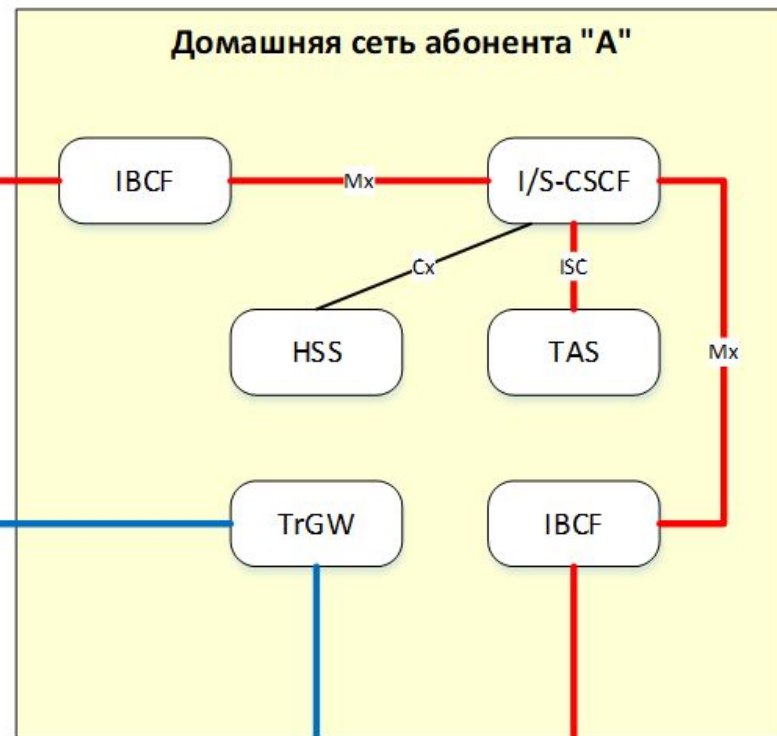 Домашняя сеть абонента "А"
IBCF
Mx
I/S-CSCF
Cx
ISC
HSS
TAS
Mx
TrGW
IBCF